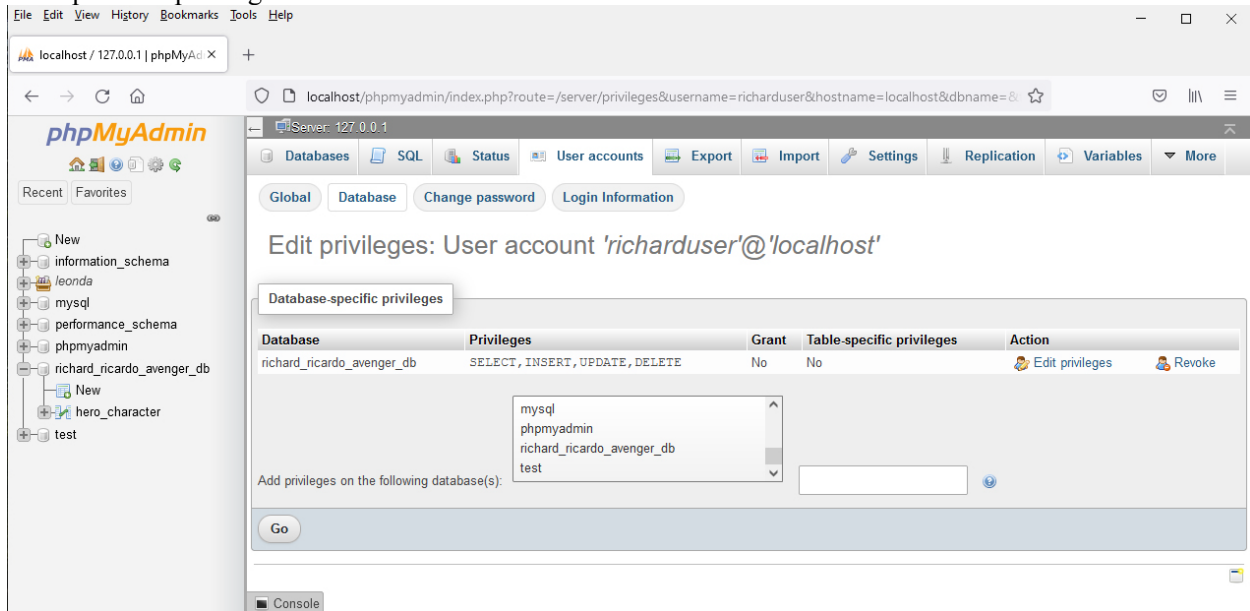 File Edit View History Bookmarks Tools Help
localhost / 127.0.0.1 | phpMyAd
localhost/phpmyadmin/index.php?route=/server/privileges&username=richarduser&hostname=localhost&dbname=&
phpMyAdmin
Recent Favorites
New
information_schema
leonda
mysql
performance_schema
phpmyadmin
richard_ricardo_avenger_db
New
hero_character
test
Server: 127.0.0.1
Databases SQL Status User accounts Export Import Settings Replication Variables More
Global Database Change password Login Information
Edit privileges: User account 'richarduser'@'localhost'
Database-specific privileges
Database Privileges Grant Table-specific privileges Action
richard_ricardo_avenger_db SELECT, INSERT, UPDATE, DELETE No No Edit privileges Revoke
mysql
phpmyadmin
richard_ricardo_avenger_db
test
Add privileges on the following database(s):
Go
Console